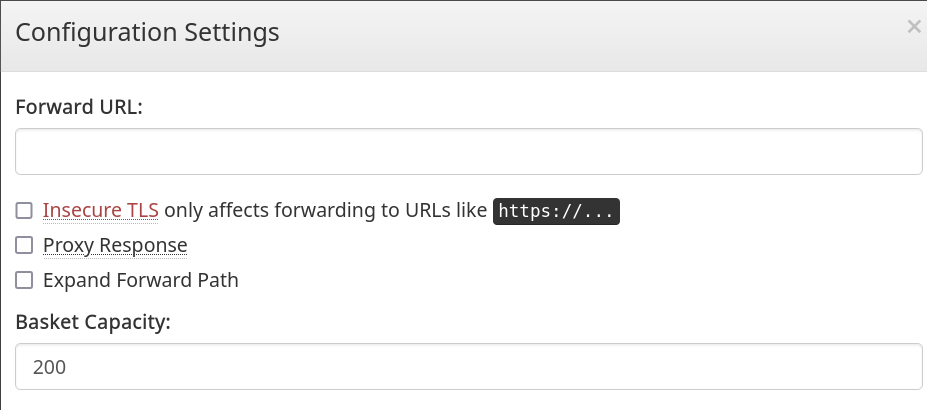 Configuration Settings ×
Forward URL:
Insecure TLS only affects forwarding to URLs like https://...
Proxy Response
Expand Forward Path
Basket Capacity:
200